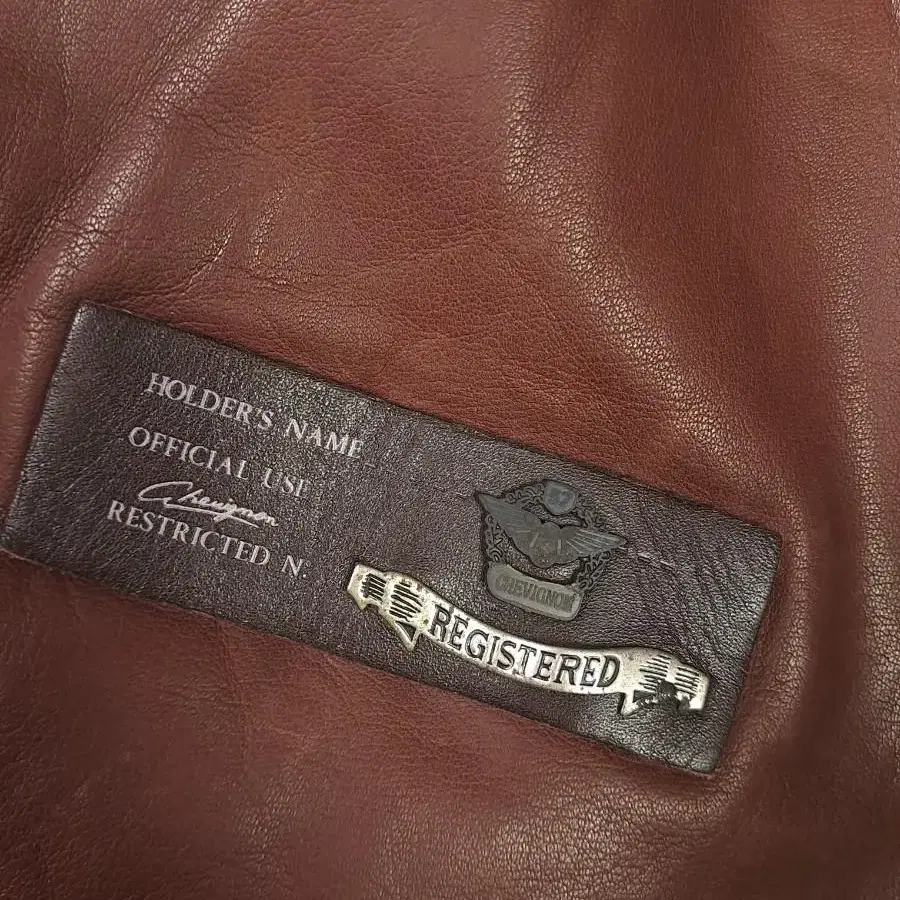 HOLDER'S NAME
OFFICIAL USE
Chevignon
RESTRICTED N.
CHEVIGNON
REGISTERED